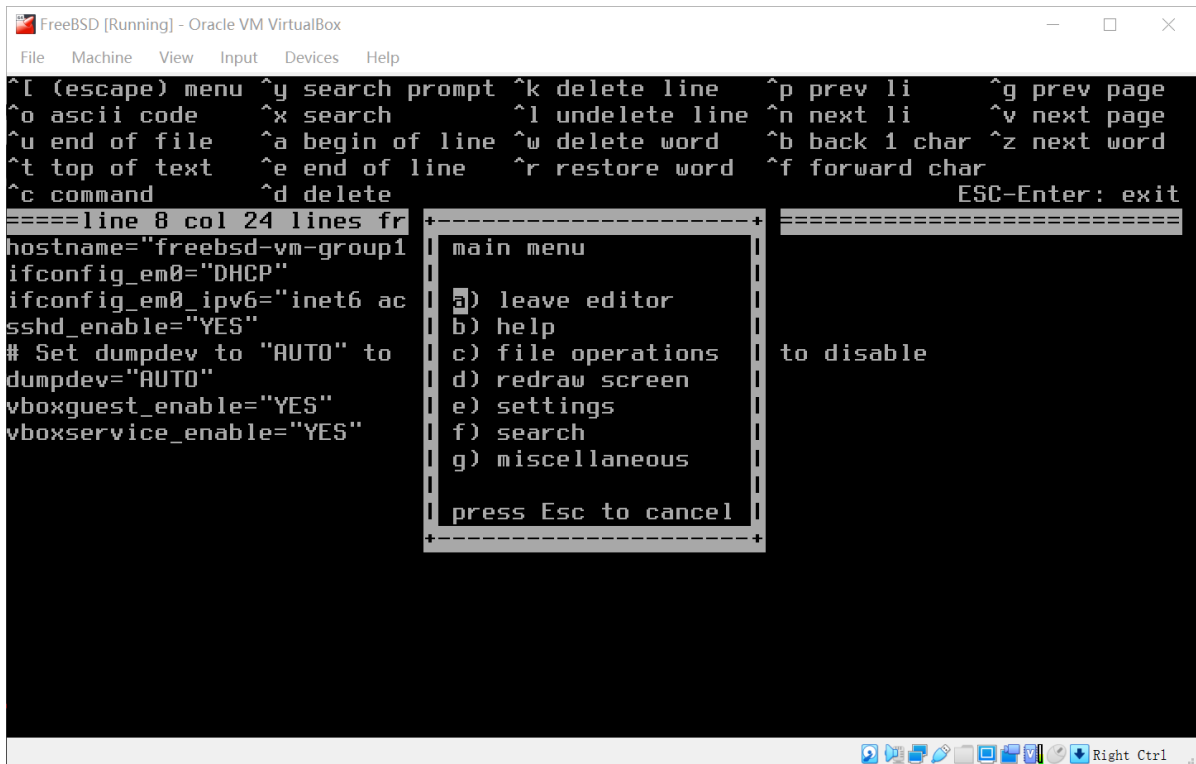 FreeBSD [Running] - Oracle VM VirtualBox
File Machine View Input Devices Help
^[ (escape) menu ^y search prompt ^k delete line ^p prev li ^g prev page
^o ascii code ^x search ^l undelete line ^n next li ^v next page
^u end of file ^a begin of line ^w delete word ^b back 1 char ^z next word
^t top of text ^e end of line ^r restore word ^f forward char
^c command ^d delete ESC-Enter: exit
=====line 8 col 24 lines fr +----------------------+ ===========================
hostname="freebsd-vm-group1 | main menu |
ifconfig_em0="DHCP" | |
ifconfig_em0_ipv6="inet6 ac | a) leave editor |
sshd_enable="YES" | b) help |
# Set dumpdev to "AUTO" to | c) file operations | to disable
dumpdev="AUTO" | d) redraw screen |
vboxguest_enable="YES" | e) settings |
vboxservice_enable="YES" | f) search |
| g) miscellaneous |
| |
| press Esc to cancel |
+----------------------+
Right Ctrl